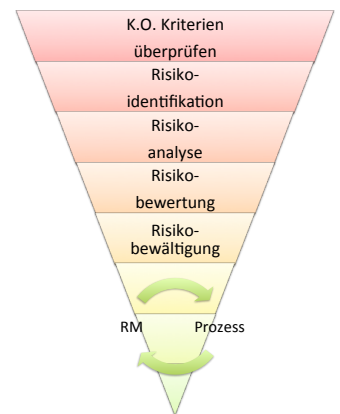 K.O. Kriterien
überprüfen
Risiko-
identifikation
Risiko-
analyse
Risiko-
bewertung
Risiko-
bewältigung
RM Prozess